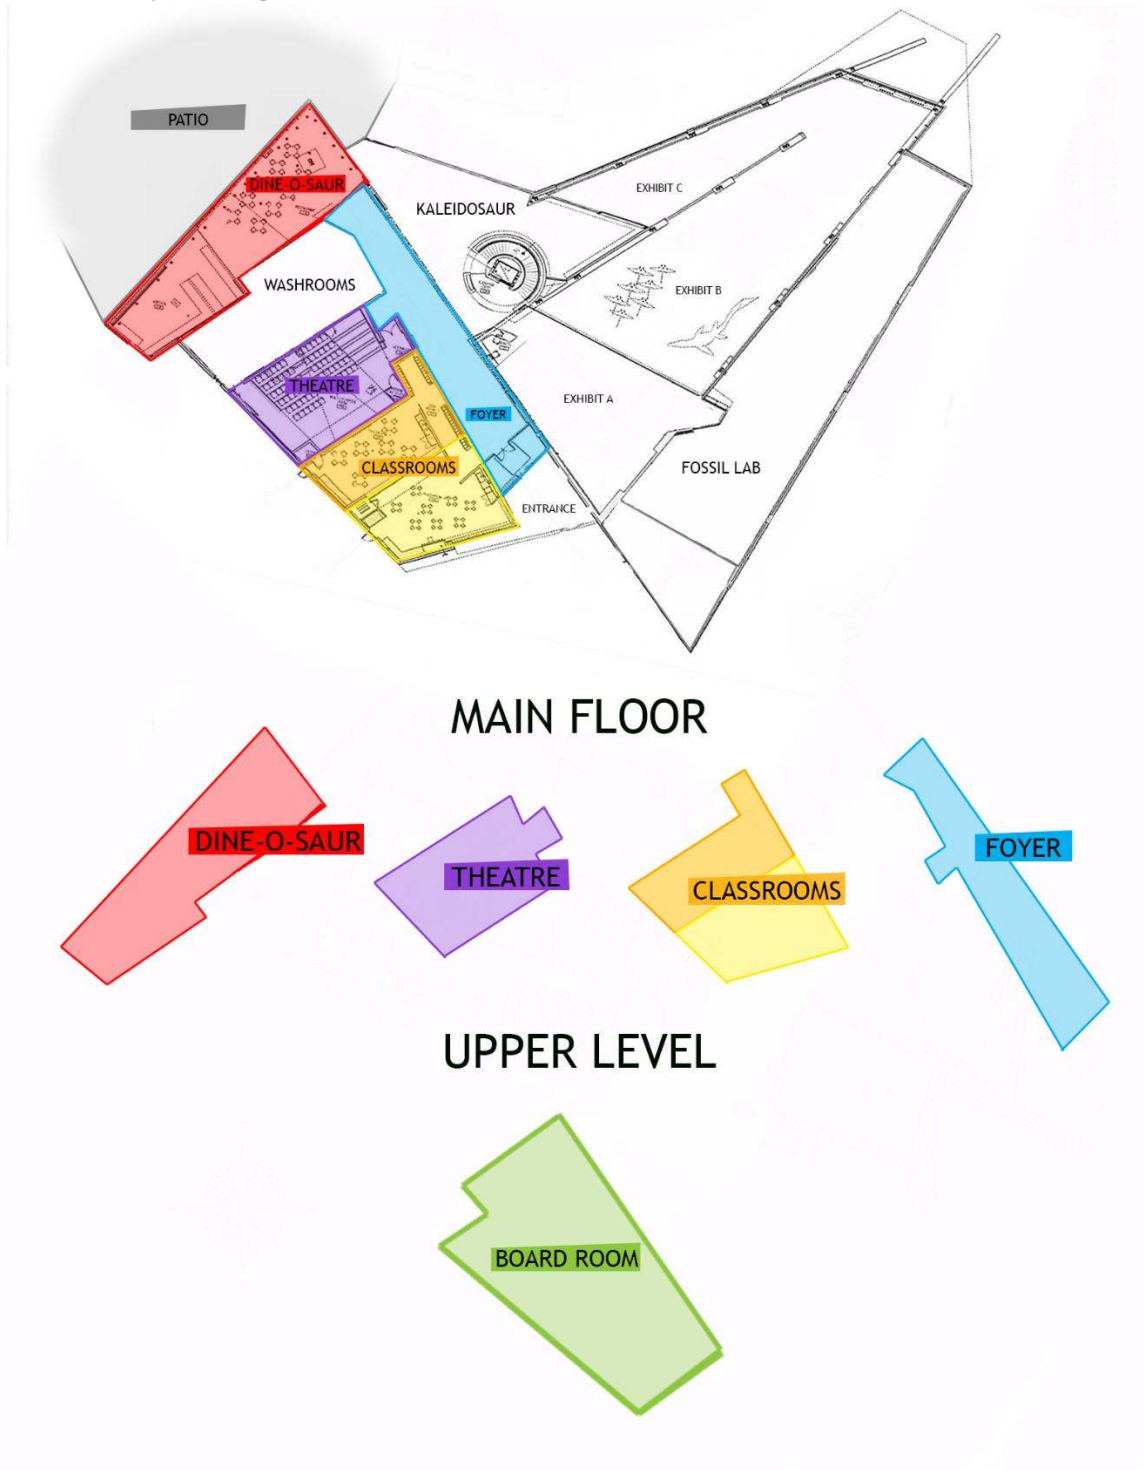 PATIO
DINE-O-SAUR
KALEIDOSAUR
EXHIBIT C
WASHROOMS
EXHIBIT B
THEATRE
EXHIBIT A
FOYER
CLASSROOMS
FOSSIL LAB
ENTRANCE
MAIN FLOOR
DINE-O-SAUR
THEATRE
CLASSROOMS
FOYER
UPPER LEVEL
BOARD ROOM